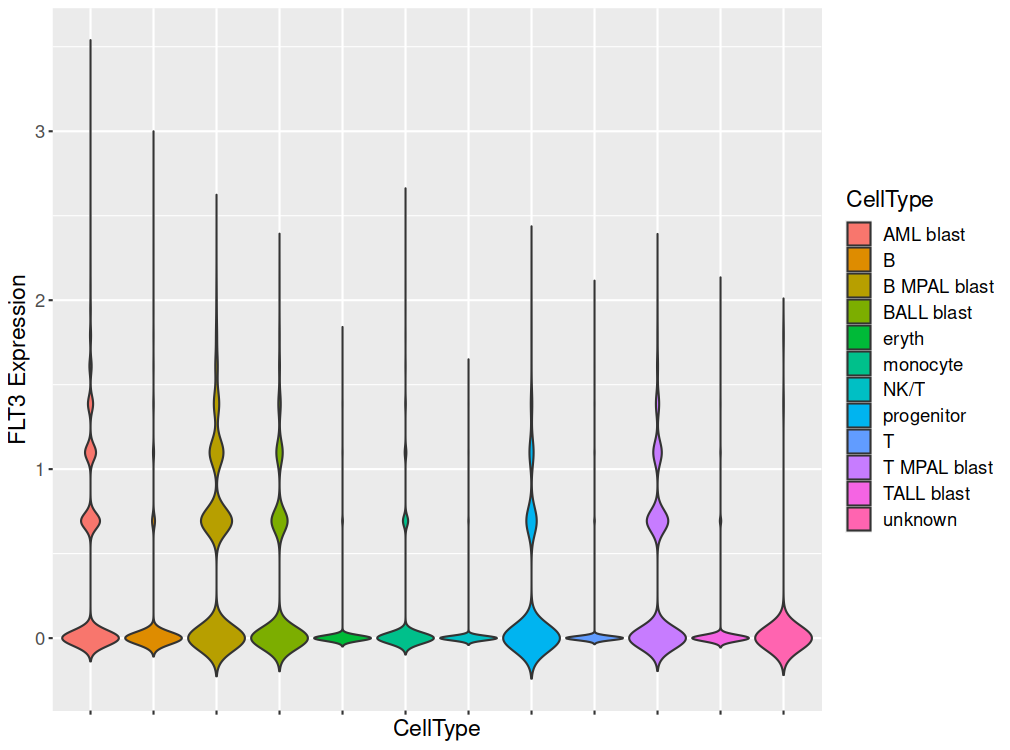 FLT3 Expression
3
2
1
0
CellType
CellType
AML blast
B
B MPAL blast
BALL blast
eryth
monocyte
NK/T
progenitor
T
T MPAL blast
TALL blast
unknown